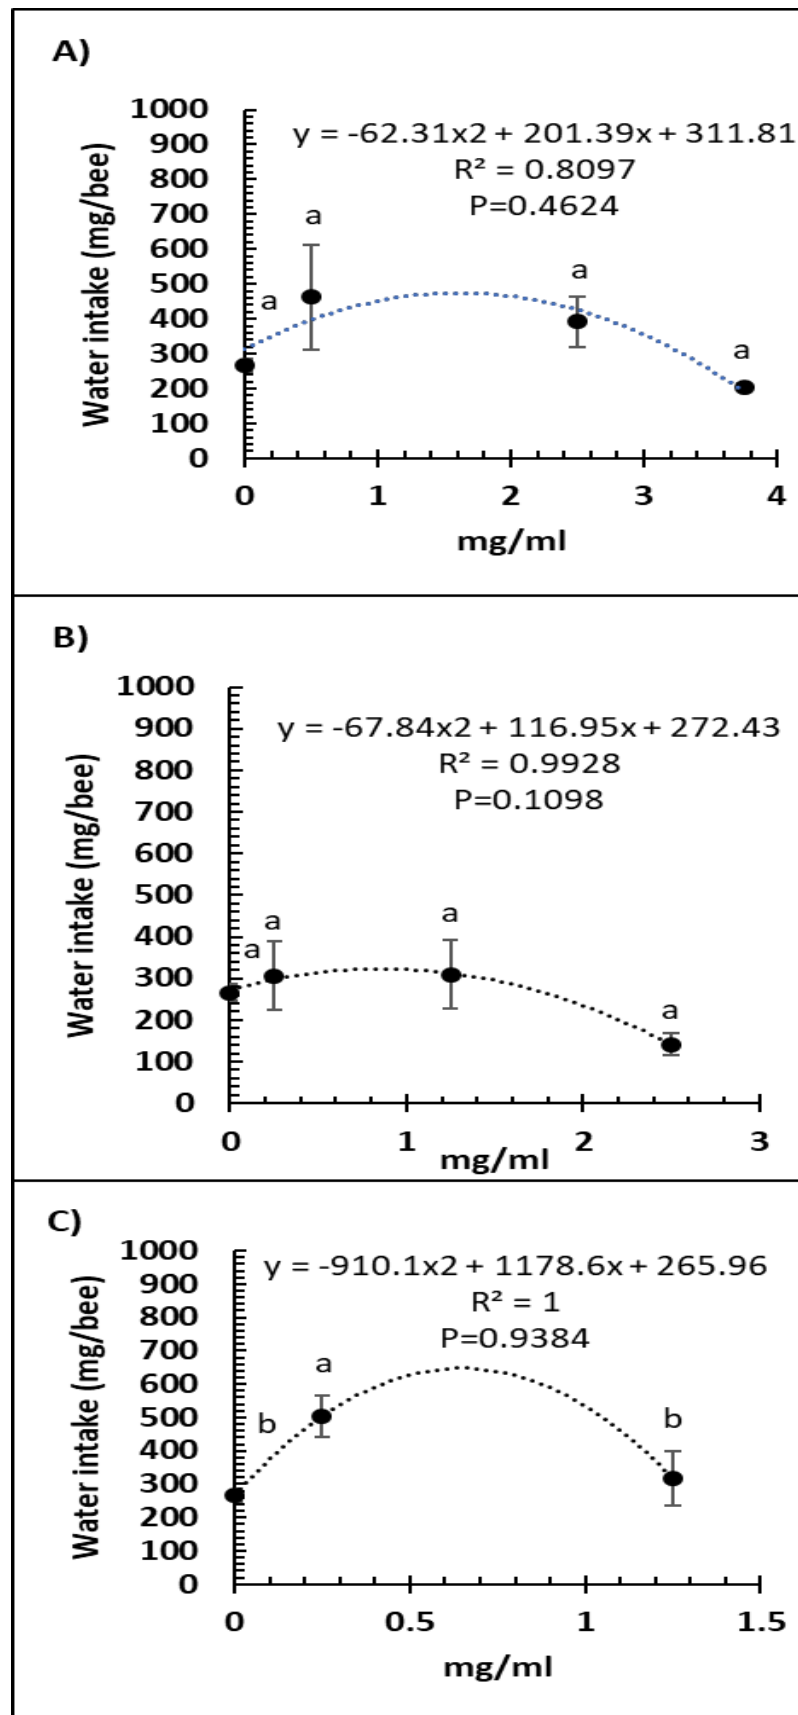 A)
Water intake (mg/bee)
1000
900
800
700
600
500
400
300
200
100
0
y = -62.31x2 + 201.39x + 311.81
R² = 0.8097
P=0.4624
a
a
a
a
0 1 2 3 4
mg/ml
B)
Water intake (mg/bee)
1000
900
800
700
600
500
400
300
200
100
0
y = -67.84x2 + 116.95x + 272.43
R² = 0.9928
P=0.1098
a
a
a
a
0 1 2 3
mg/ml
C)
Water intake (mg/bee)
1000
900
800
700
600
500
400
300
200
100
0
y = -910.1x2 + 1178.6x + 265.96
R² = 1
P=0.9384
b
a
b
0 0.5 1 1.5
mg/ml